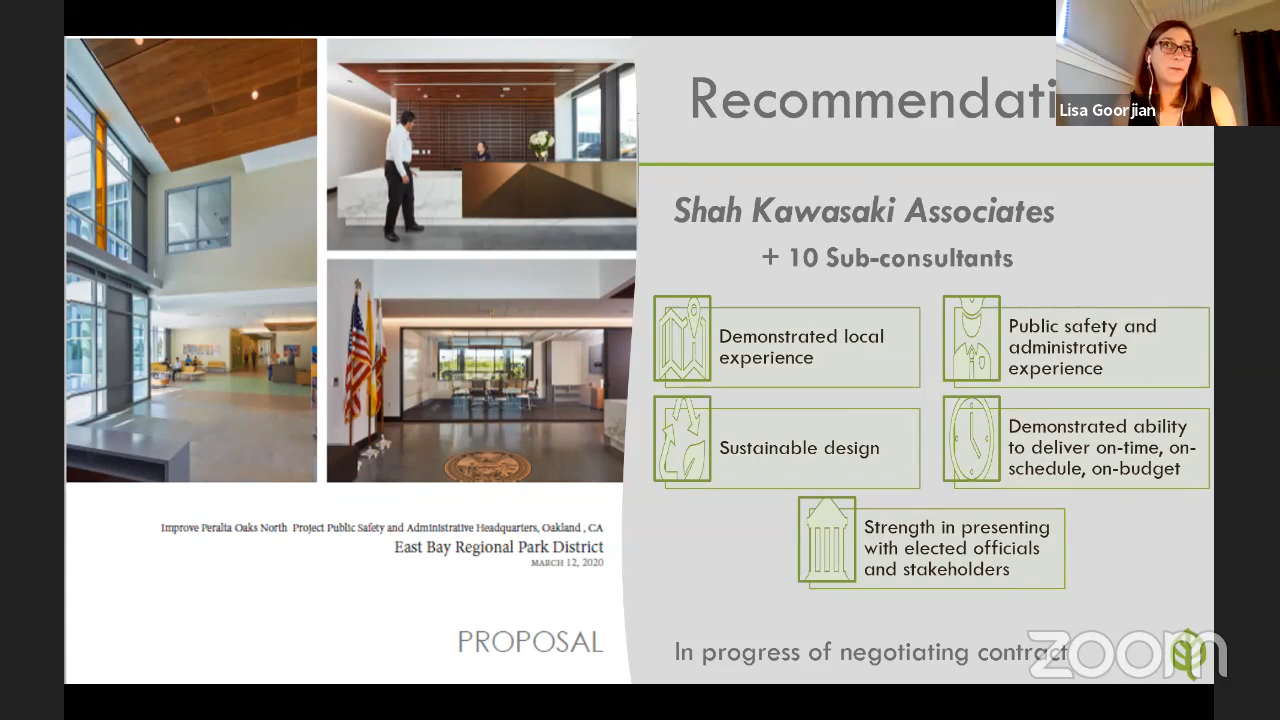 Recommendati
Lisa Goorjian
Shah Kawasaki Associates
+ 10 Sub-consultants
Demonstrated local
experience
Public safety and
administrative
experience
Sustainable design
Demonstrated ability
to deliver on-time, on-
schedule, on-budget
Strength in presenting
with elected officials
and stakeholders
In progress of negotiating contract
zoom
Improve Peralta Oaks North Project Public Safety and Administrative Headquarters, Oakland , CA
East Bay Regional Park District
MARCH 12, 2020
PROPOSAL